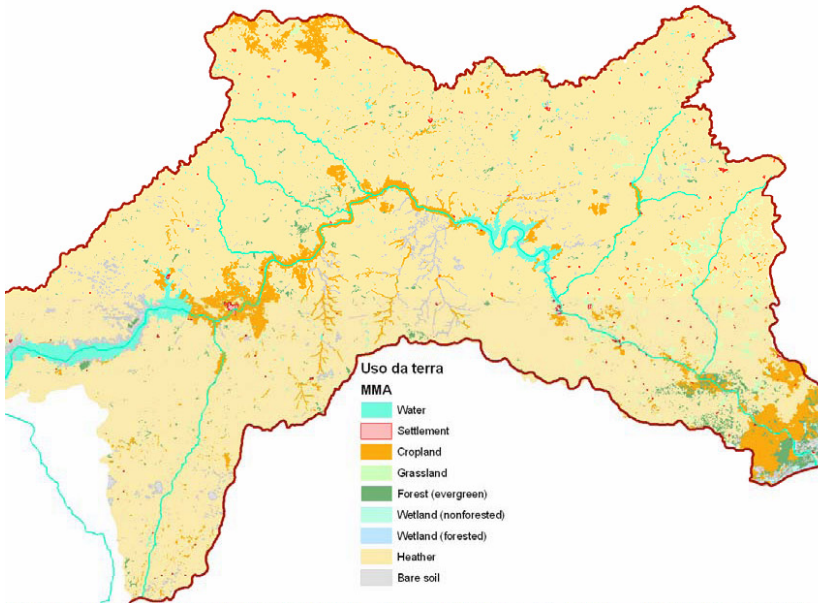 Uso da terra
MMA
Water
Settlement
Cropland
Grassland
Forest (evergreen)
Wetland (nonforested)
Wetland (forested)
Heather
Bare soil